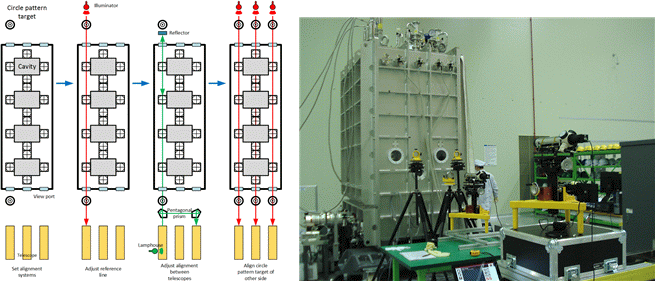 Circle pattern
target
Illuminator
Reflector
Cavity
View port
Pentagonal
prism
Telescope
Lamphouse
Set alignment
systems
Adjust reference
line
Adjust alignment
between
telescopes
Align circle
pattern target of
other side